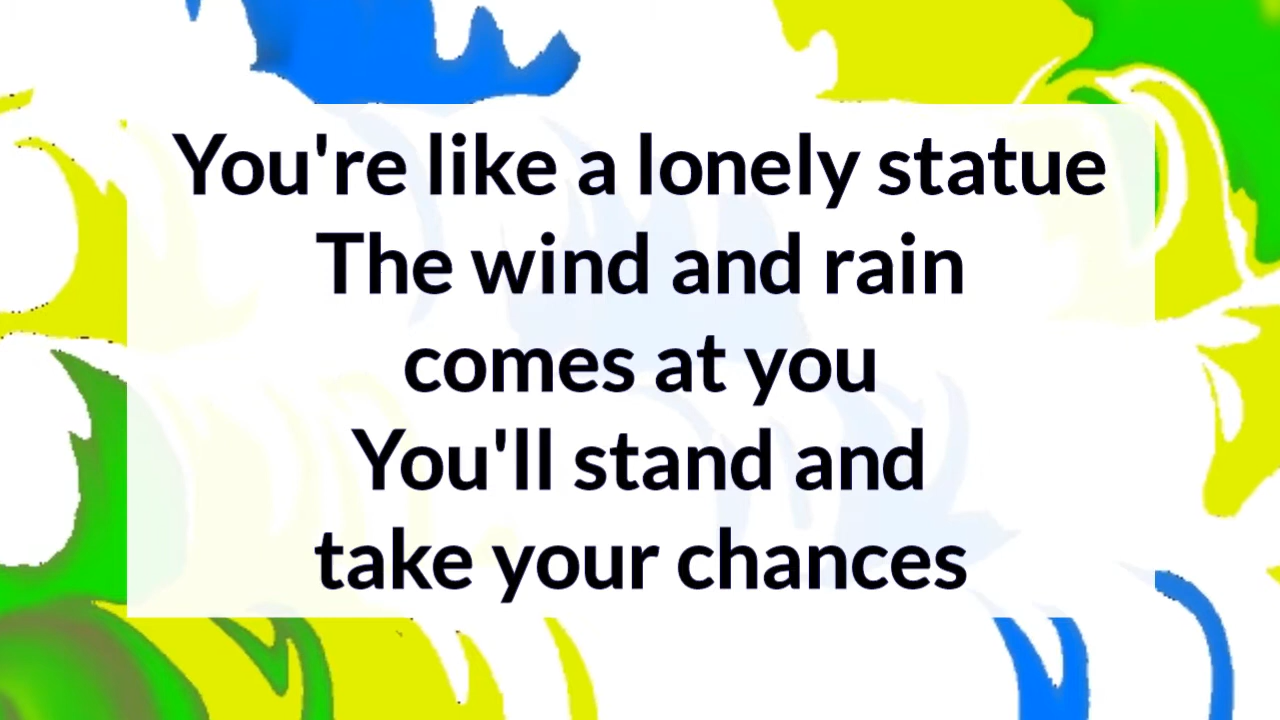 You're like a lonely statue
The wind and rain
comes at you
You'll stand and
take your chances